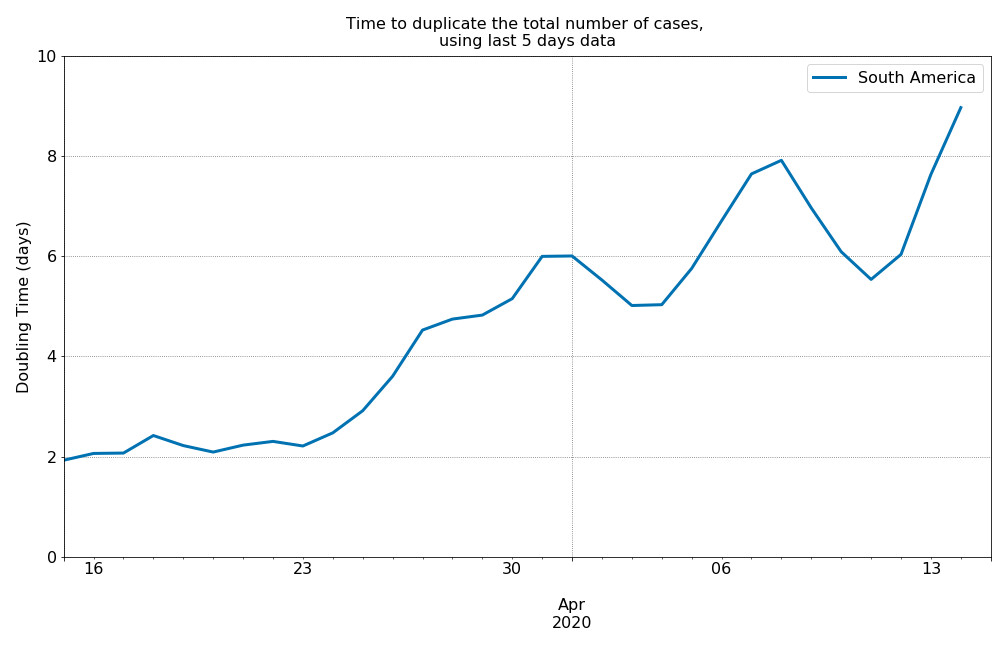 Time to duplicate the total number of cases,
using last 5 days data
South America
Doubling Time (days)
10
8
6
4
2
0
16
23
30
06
13
Apr
2020